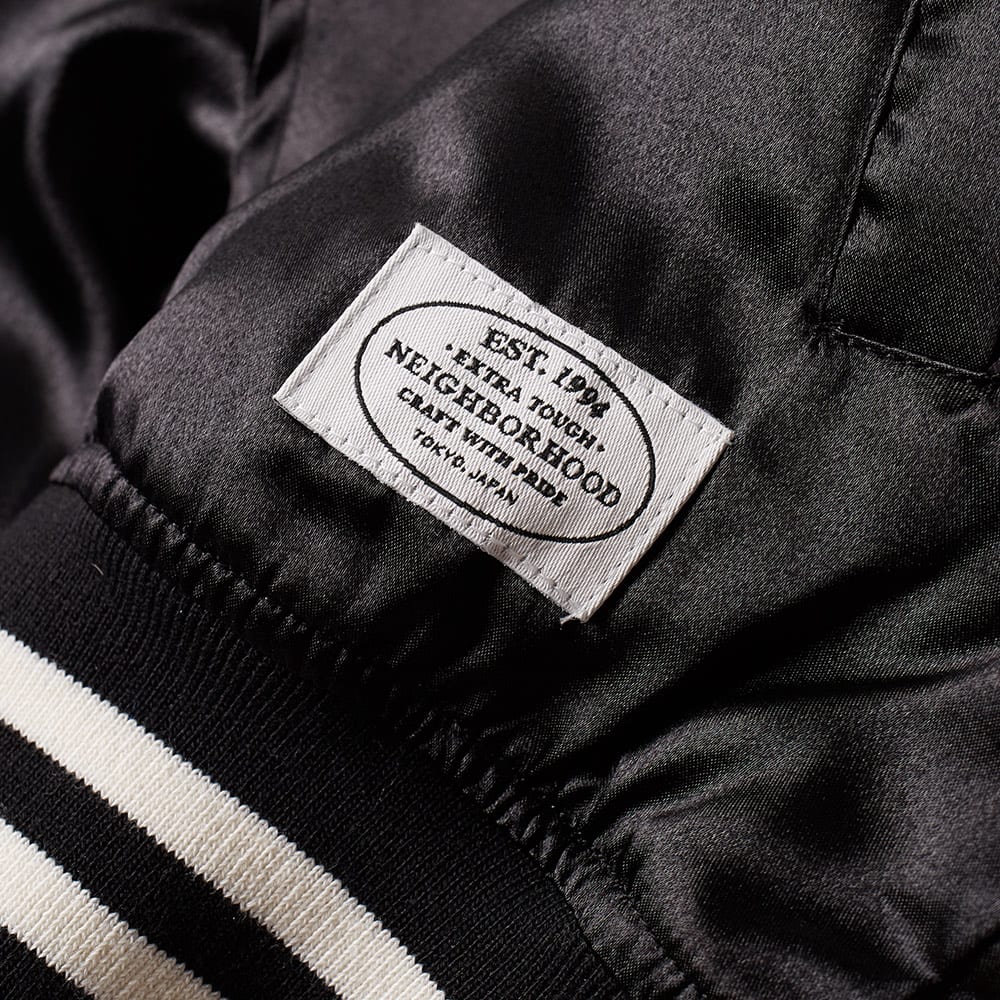 EST. 1994
·EXTRA TOUGH·
NEIGHBORHOOD
CRAFT WITH PRIDE
TOKYO, JAPAN